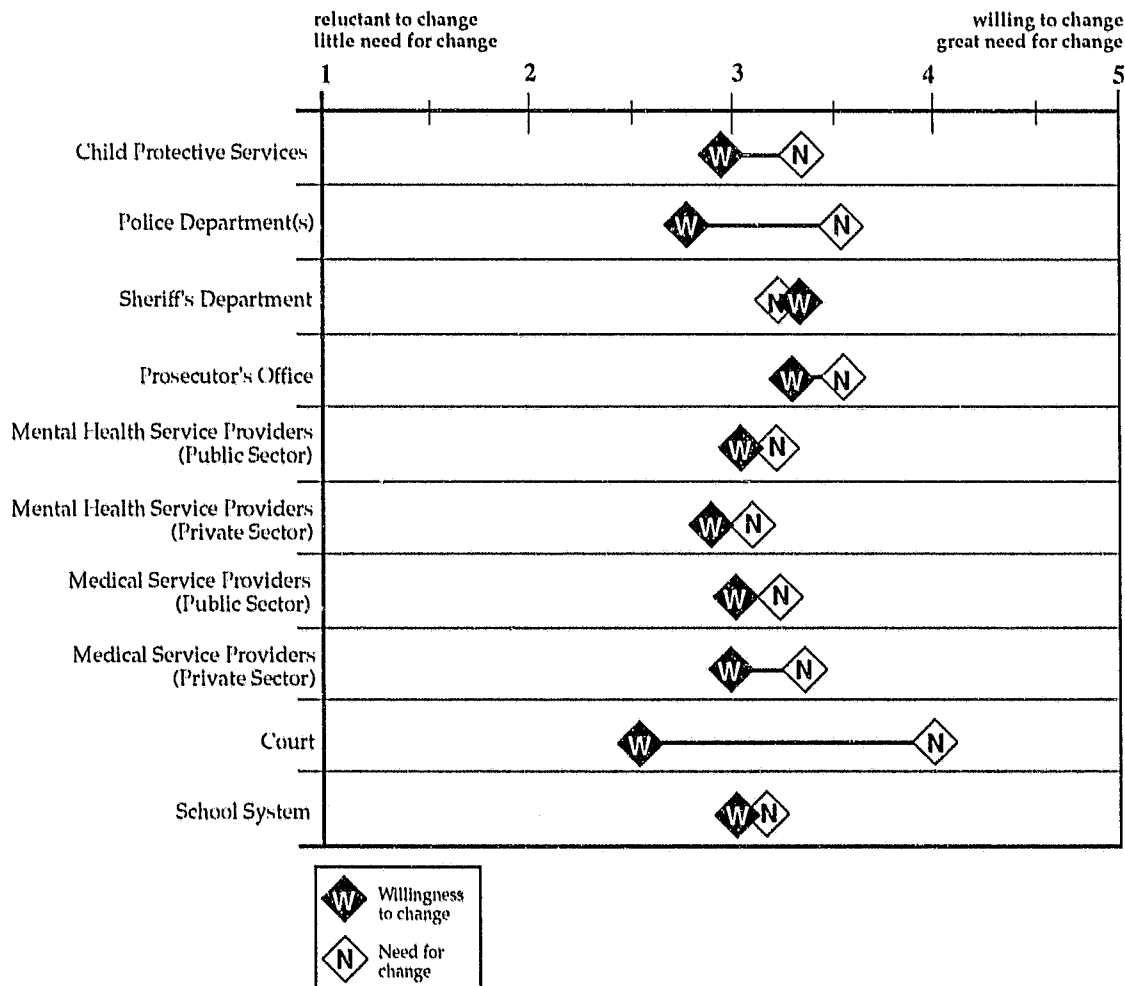 reluctant to change
little need for change
willing to change
great need for change
1 2 3 4 5
Child Protective Services W N
Police Department(s) W N
Sheriff's Department N W
Prosecutor's Office W N
Mental Health Service Providers
(Public Sector) W N
Mental Health Service Providers
(Private Sector) W N
Medical Service Providers
(Public Sector) W N
Medical Service Providers
(Private Sector) W N
Court W N
School System W N
W Willingness
to change
N Need for
change